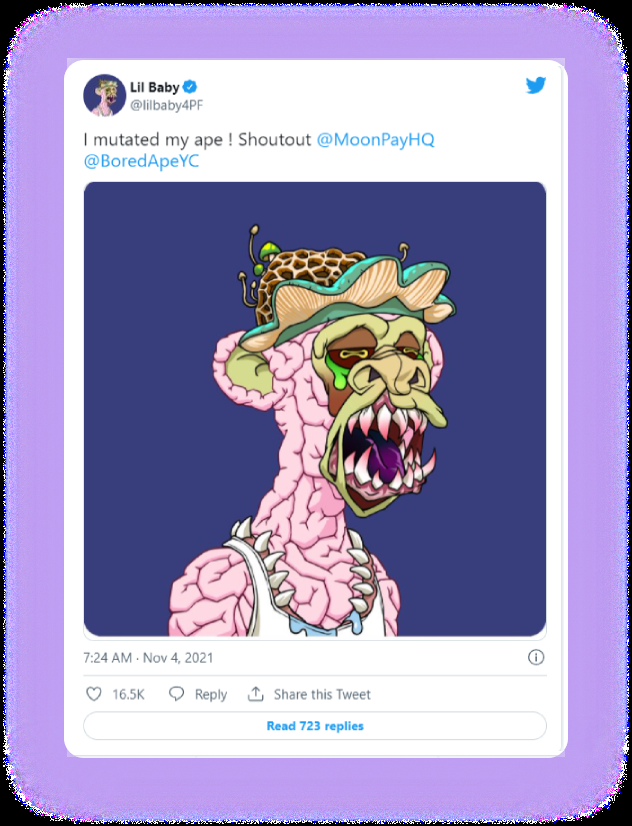 Lil Baby
@lilbaby4PF
I mutated my ape ! Shoutout @MoonPayHQ
@BoredApeYC
7:24 AM · Nov 4, 2021
16.5K Reply Share this Tweet
Read 723 replies